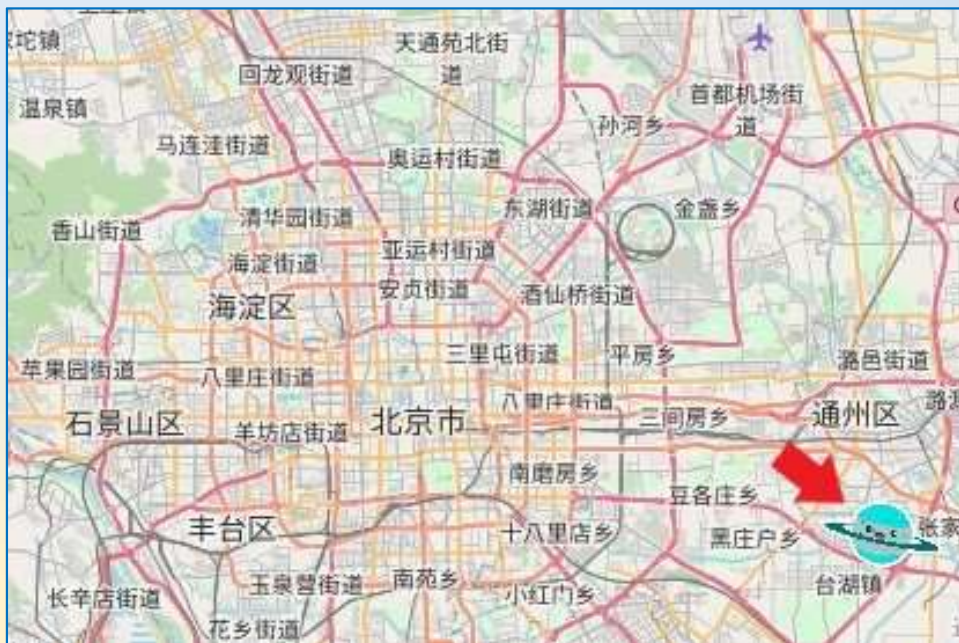 温泉镇
天通苑北街
道
回龙观街道
首都机场街
道
孙河乡
马连洼街道
奥运村街道
东湖街道
金盏乡
清华园街道
香山街道
亚运村街道
海淀街道
安贞街道
酒仙桥街道
海淀区
三里屯街道
平房乡
潞邑街道
苹果园街道
八里庄街道
八里庄街道
三间房乡
通州区
石景山区
羊坊店街道
北京市
南磨房乡
豆各庄乡
丰台区
十八里店乡
黑庄户乡
张家
台湖镇
玉泉营街道
南苑乡
小红门乡
长辛店街道
花乡街道